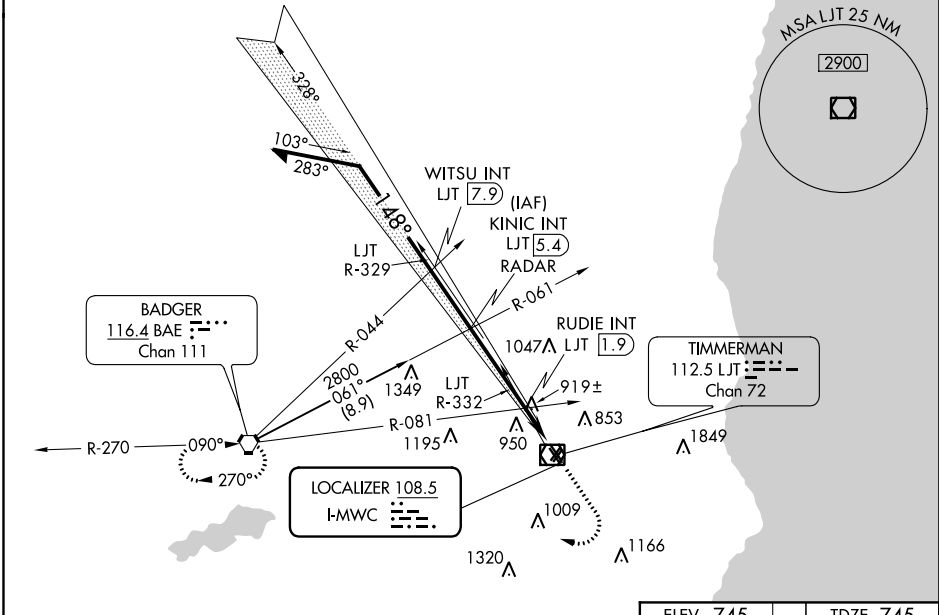 MSA LJT 25 NM
2900
328°
103°
283°
148°
WITSU INT
LJT 7.9
(IAF)
KINIC INT
LJT 5.4
RADAR
LJT
R-329
R-061
R-044
BADGER
116.4 BAE
Chan 111
RUDIE INT
LJT 1.9
1047
TIMMERMAN
112.5 LJT
Chan 72
2800
061°
(8.9)
1349
LJT
R-332
919±
853
R-081
1195
950
1849
R-270
090°
270°
LOCALIZER 108.5
I-MWC
1009
1320
1166
ELEV 745
TDZE 745